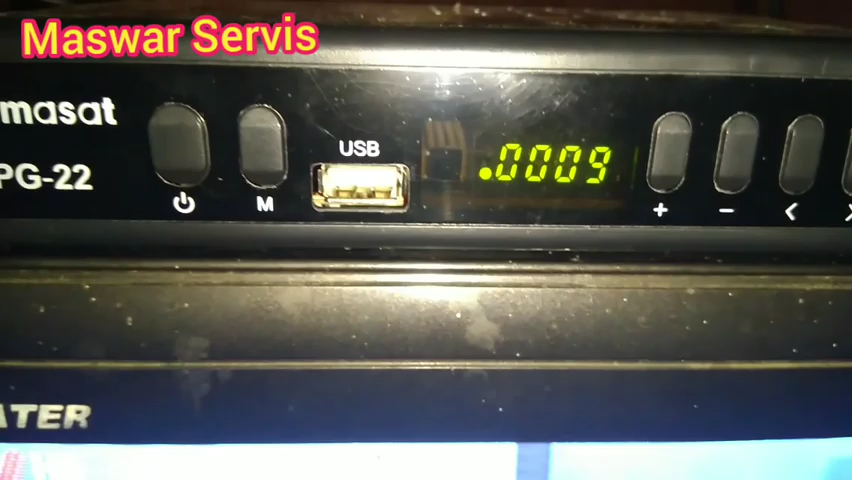 Maswar Servis
masat
PG-22
USB
.0009
M
+ - < >
ATER